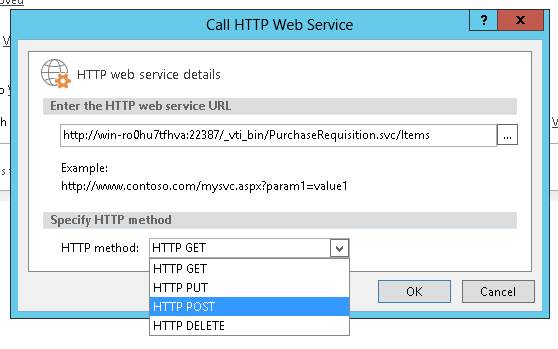 Call HTTP Web Service
?
x
HTTP web service details
Enter the HTTP web service URL
http://win-ro0hu7tfhva:22387/_vti_bin/PurchaseRequisition.svc/Items
...
Example:
http://www.contoso.com/mysvc.aspx?param1=value1
Specify HTTP method
HTTP method: HTTP GET
HTTP GET
HTTP PUT
HTTP POST
HTTP DELETE
OK
Cancel